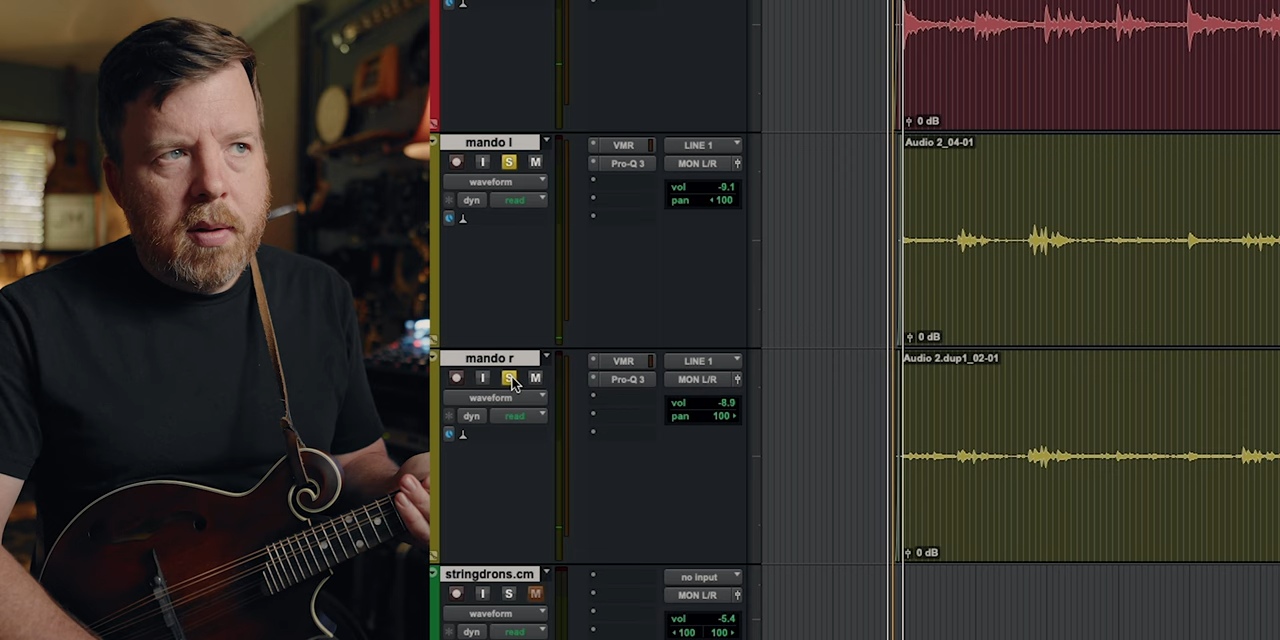 0 dB
mando l
I S M
waveform
dyn read
VMR
Pro-Q 3
LINE 1
MON L/R
vol -9.1
pan ‹ 100
Audio 2_04-01
0 dB
mando r
I S M
waveform
dyn read
VMR
Pro-Q 3
LINE 1
MON L/R
vol -8.9
pan 100 ›
Audio 2.dup1_02-01
0 dB
stringdrons.cm
I S M
waveform
dyn read
no input
MON L/R
vol -5.4
‹ 100 100 ›